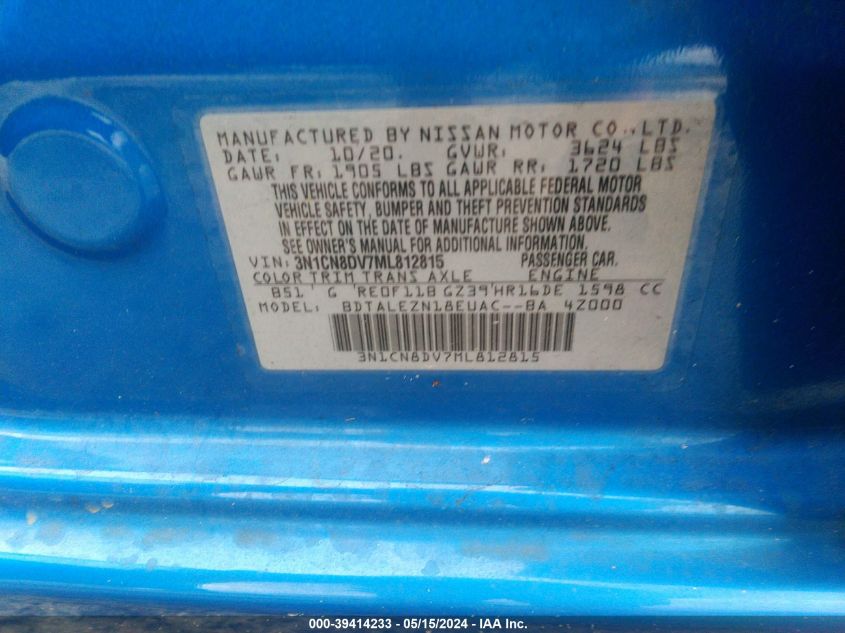 MANUFACTURED BY NISSAN MOTOR CO., LTD.
DATE: 10/20. GVWR: 3624 LBS
GAWR FR: 1905 LBS GAWR RR: 1720 LBS
THIS VEHICLE CONFORMS TO ALL APPLICABLE FEDERAL MOTOR
VEHICLE SAFETY, BUMPER AND THEFT PREVENTION STANDARDS
IN EFFECT ON THE DATE OF MANUFACTURE SHOWN ABOVE.
SEE OWNER'S MANUAL FOR ADDITIONAL INFORMATION.
VIN: 3N1CN8DV7ML812815 PASSENGER CAR.
COLOR TRIM TRANS AXLE ENGINE
B51 G RE0F11B GZ39 HR16DE 1598 CC
MODEL: BDTALEZN18EUAC--BA 4Z000
3N1CN8DV7ML812815
000-39414233 - 05/15/2024 - IAA Inc.